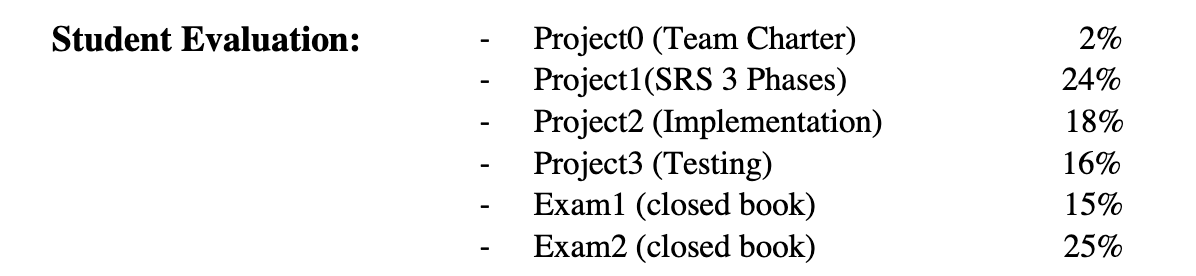 Student Evaluation: - Project0 (Team Charter) 2%
- Project1(SRS 3 Phases) 24%
- Project2 (Implementation) 18%
- Project3 (Testing) 16%
- Exam1 (closed book) 15%
- Exam2 (closed book) 25%